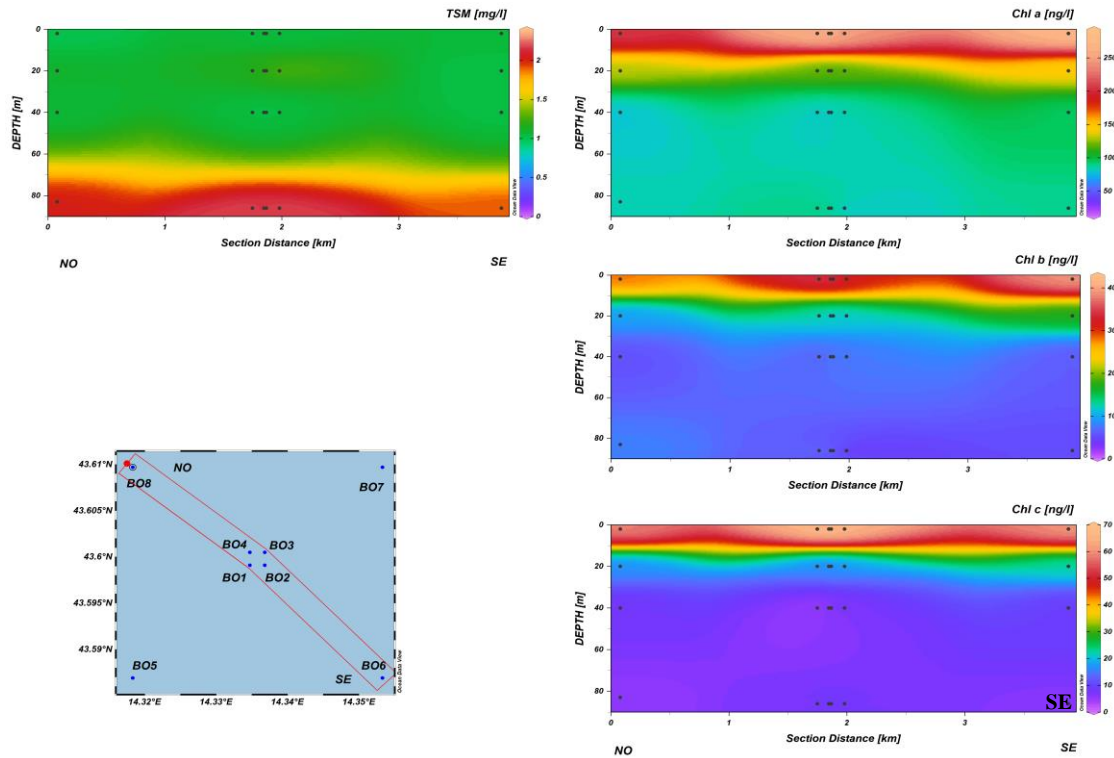 TSM [mg/l]
0
20
40
60
80
DEPTH [m]
0
1
2
3
Section Distance [km]
2
1.5
1
0.5
0
Ocean Data View
NO
SE
Chl a [ng/l]
0
20
40
60
80
DEPTH [m]
0
1
2
3
Section Distance [km]
250
200
150
100
50
Ocean Data View
Chl b [ng/l]
0
20
40
60
80
DEPTH [m]
0
1
2
3
Section Distance [km]
40
30
20
10
0
Ocean Data View
43.61°N
43.605°N
43.6°N
43.595°N
43.59°N
14.32°E
14.33°E
14.34°E
14.35°E
NO
BO8
BO7
BO4
BO3
BO1
BO2
BO5
BO6
SE
Ocean Data View
Chl c [ng/l]
0
20
40
60
80
DEPTH [m]
0
1
2
3
Section Distance [km]
70
60
50
40
30
20
10
0
Ocean Data View
SE
NO
SE